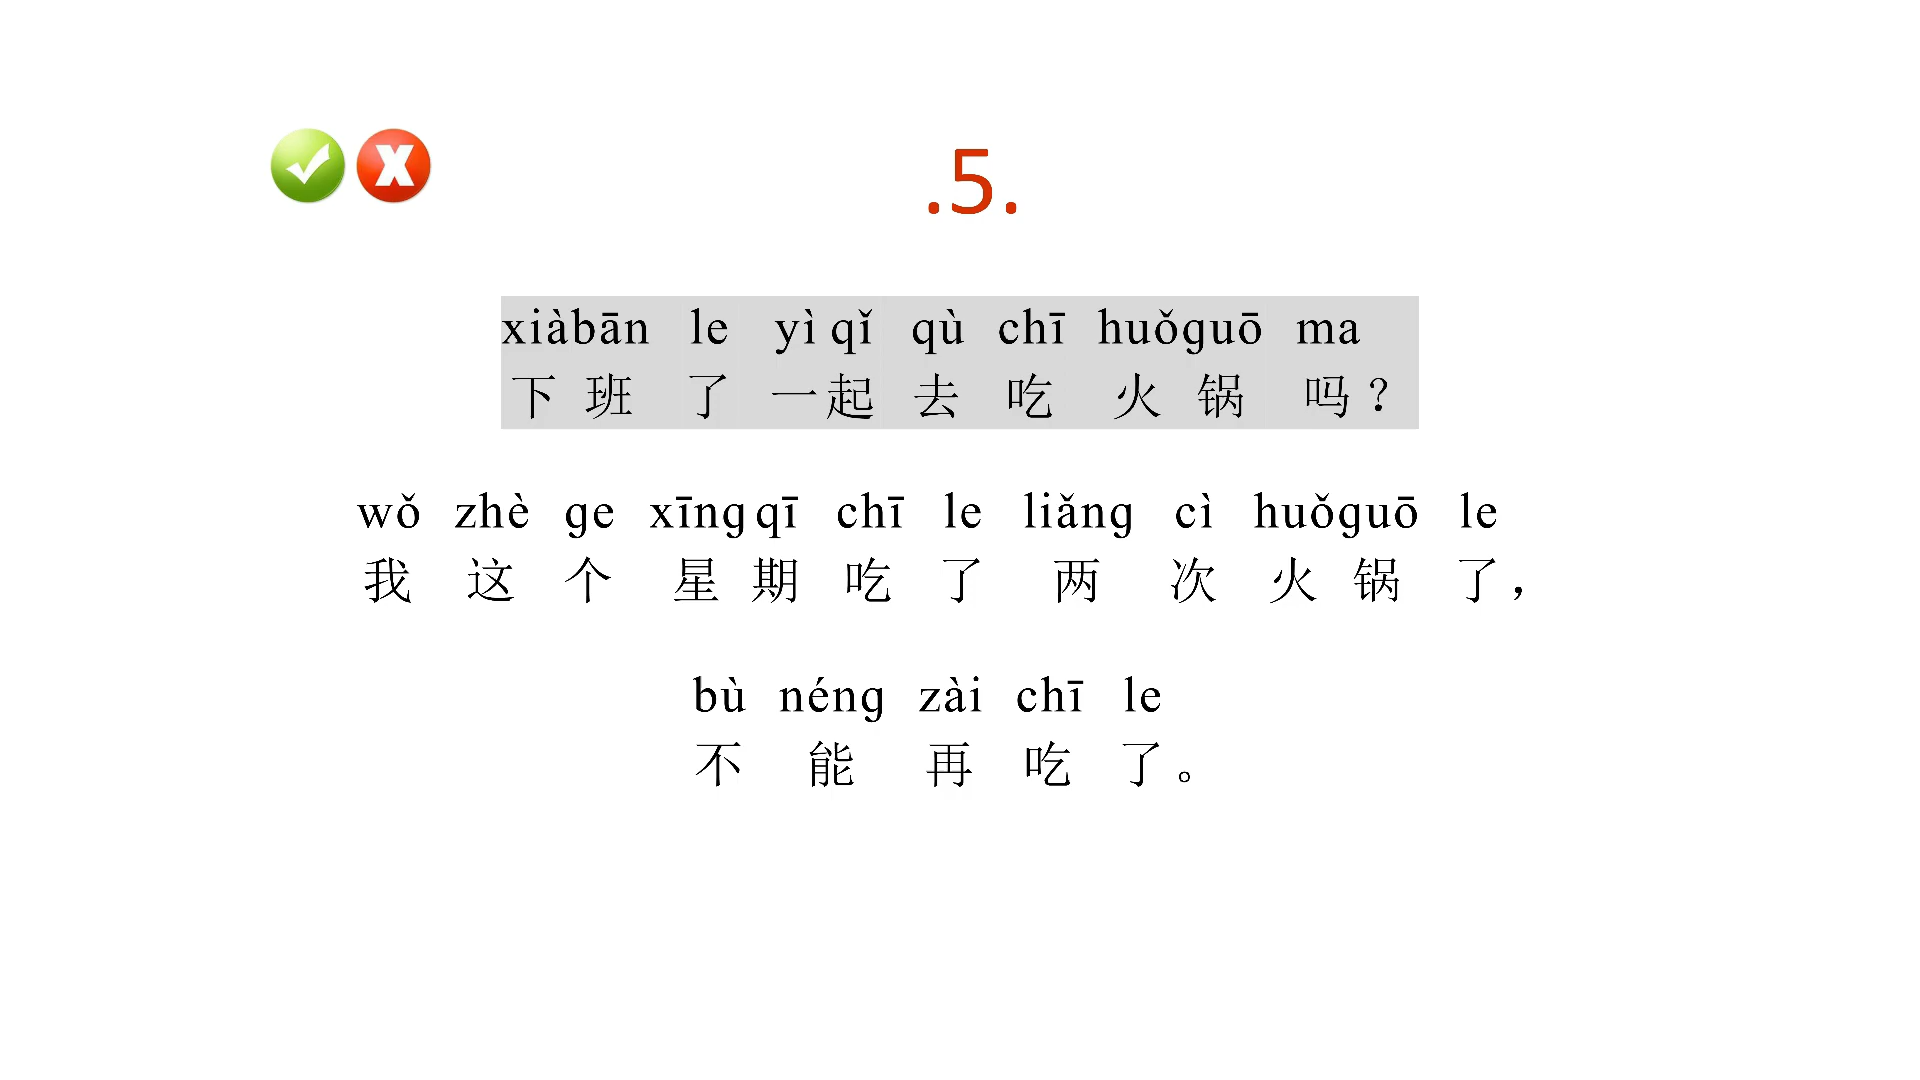 .5.
xiàbān le yì qǐ qù chī huǒguō ma
下班 了 一起 去 吃 火锅 吗？
wǒ zhè ge xīngqī chī le liǎng cì huǒguō le
我 这 个 星期 吃 了 两 次 火锅 了，
bù néng zài chī le
不 能 再 吃 了。